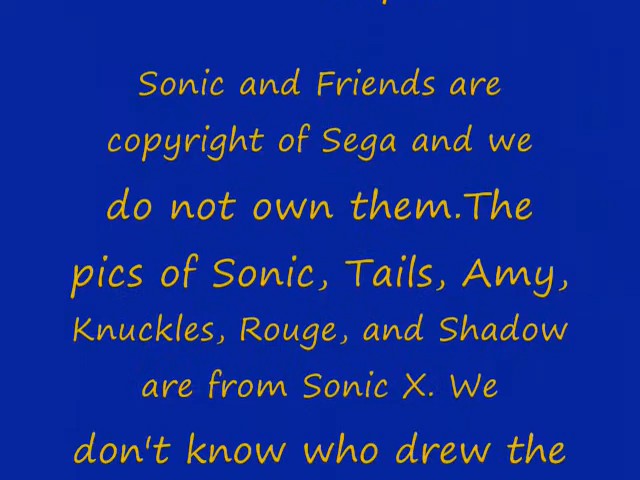 Sonic and Friends are
copyright of Sega and we
do not own them.The
pics of Sonic, Tails, Amy,
Knuckles, Rouge, and Shadow
are from Sonic X. We
don't know who drew the